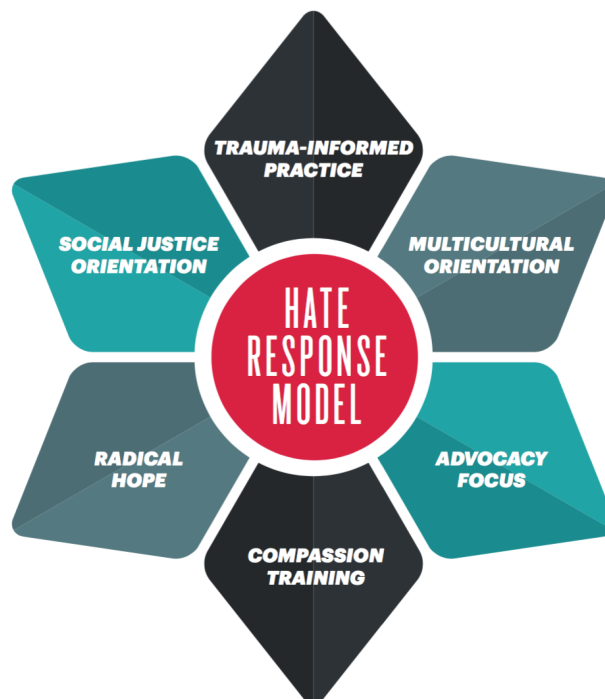 TRAUMA-INFORMED
PRACTICE
SOCIAL JUSTICE
ORIENTATION
MULTICULTURAL
ORIENTATION
HATE
RESPONSE
MODEL
RADICAL
HOPE
ADVOCACY
FOCUS
COMPASSION
TRAINING